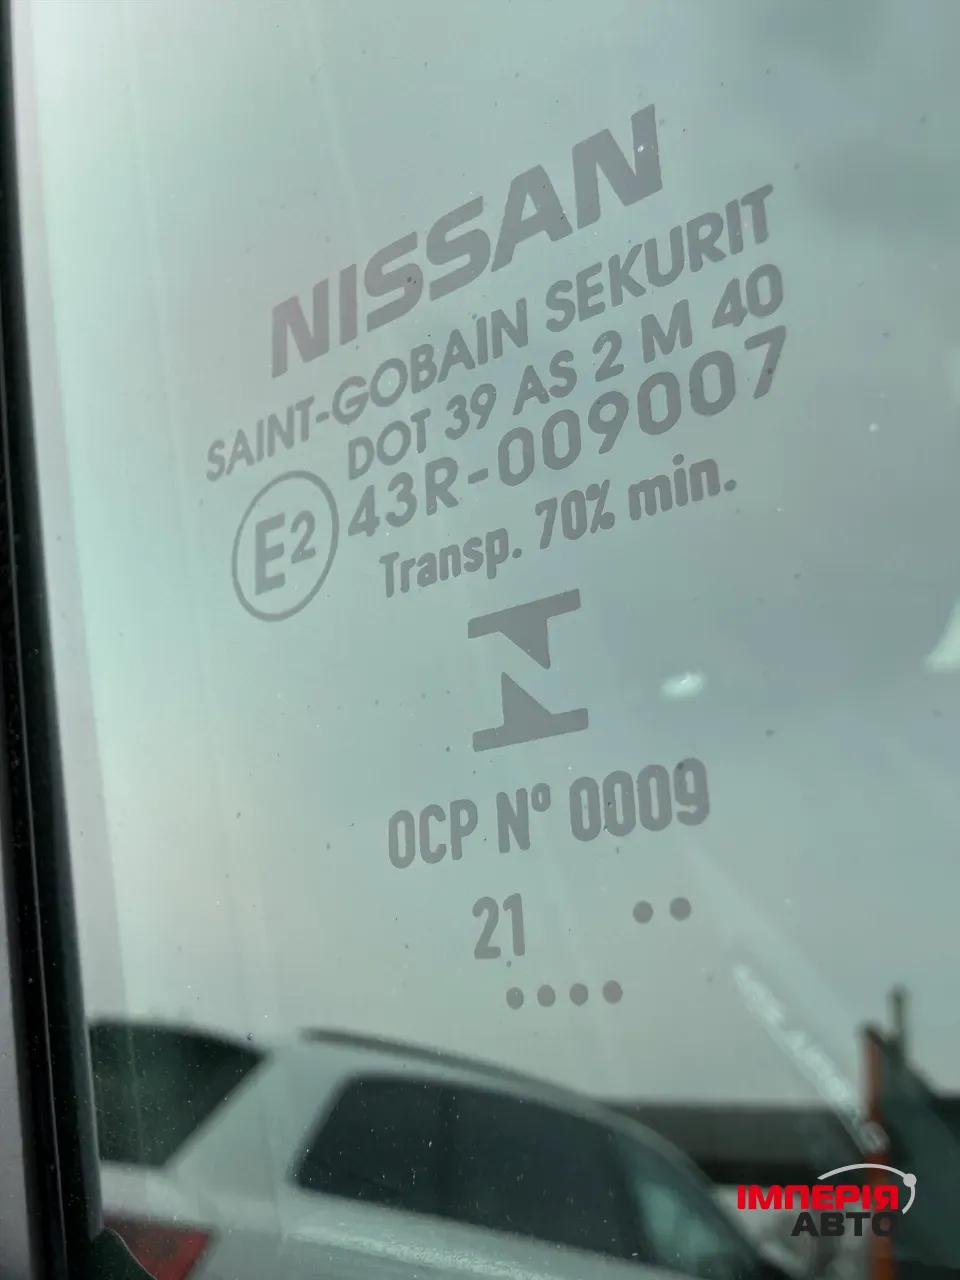 NISSAN
SAINT-GOBAIN SEKURIT
DOT 39 AS 2 M 40
E2 43R-009007
Transp. 70% min.
OCP Nº 0009
21 ••
••••
ІМПЕРІЯ
АВТО